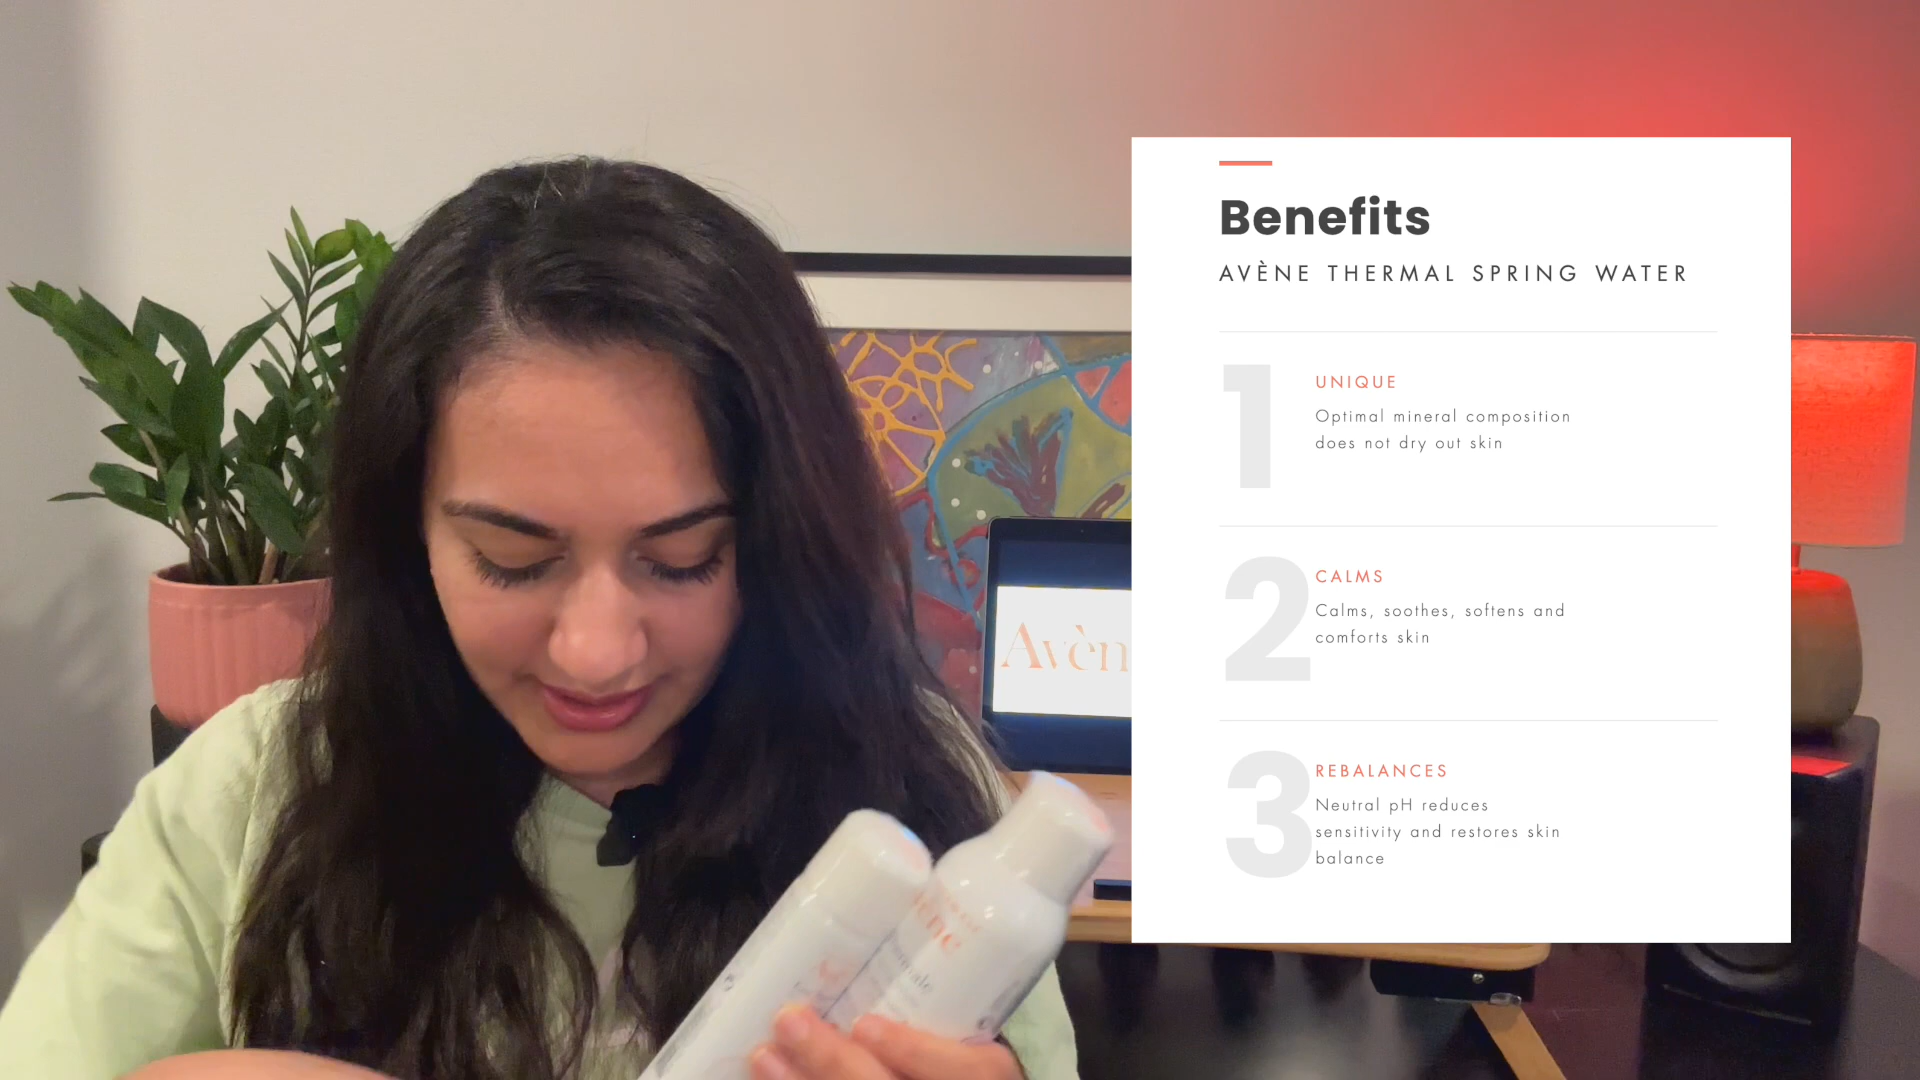 Benefits
AVÈNE THERMAL SPRING WATER
1
UNIQUE
Optimal mineral composition
does not dry out skin
2
CALMS
Calms, soothes, softens and
comforts skin
3
REBALANCES
Neutral pH reduces
sensitivity and restores skin
balance
Avèn